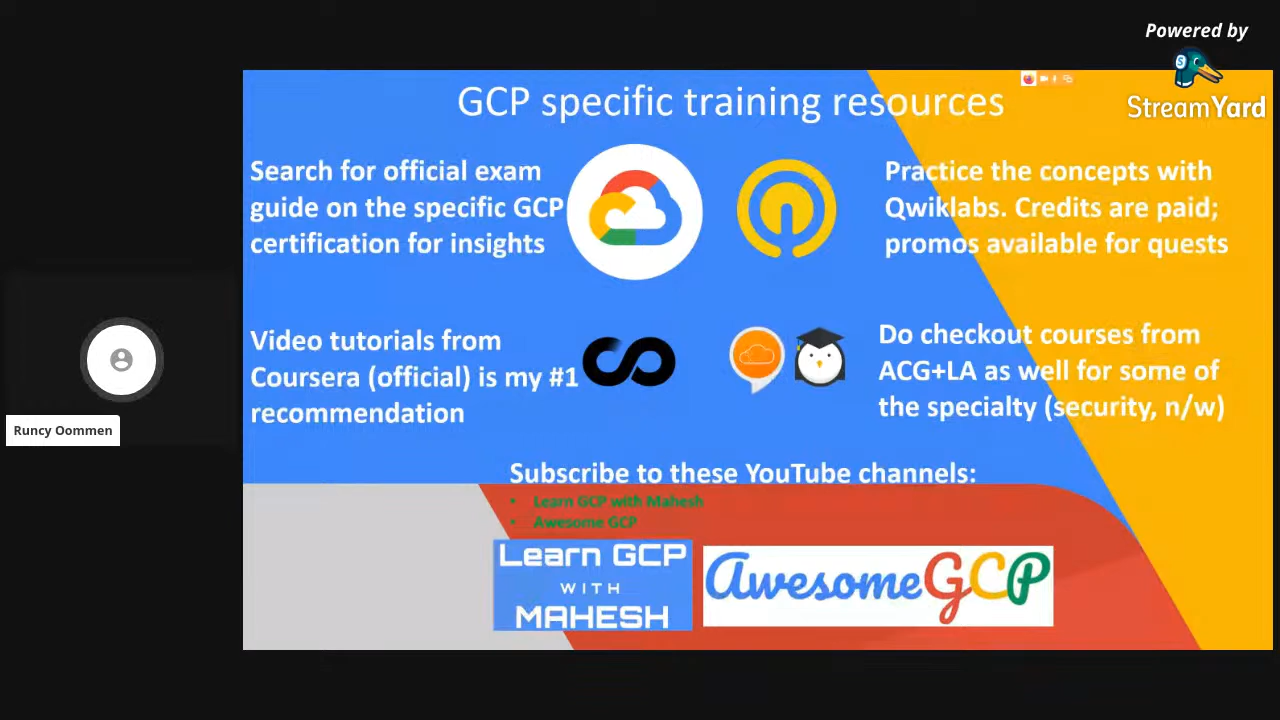 Powered by
StreamYard
GCP specific training resources
Search for official exam
guide on the specific GCP
certification for insights
Practice the concepts with
Qwiklabs. Credits are paid;
promos available for quests
Video tutorials from
Coursera (official) is my #1
recommendation
Do checkout courses from
ACG+LA as well for some of
the specialty (security, n/w)
Runcy Oommen
Subscribe to these YouTube channels:
• Learn GCP with Mahesh
• Awesome GCP
Learn GCP
WITH
MAHESH
AwesomeGCP